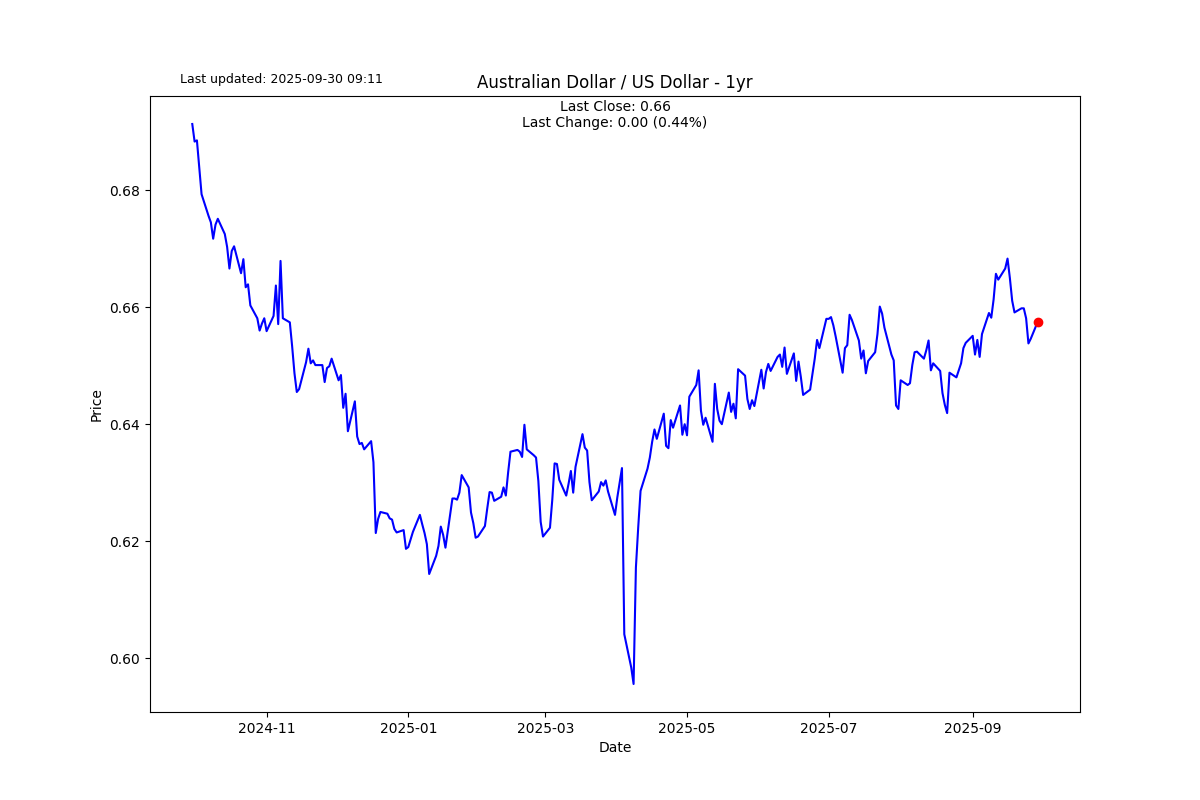 Last updated: 2025-09-30 09:11
Australian Dollar / US Dollar - 1yr
Last Close: 0.66
Last Change: 0.00 (0.44%)
Price
0.68
0.66
0.64
0.62
0.60
2024-11
2025-01
2025-03
2025-05
2025-07
2025-09
Date